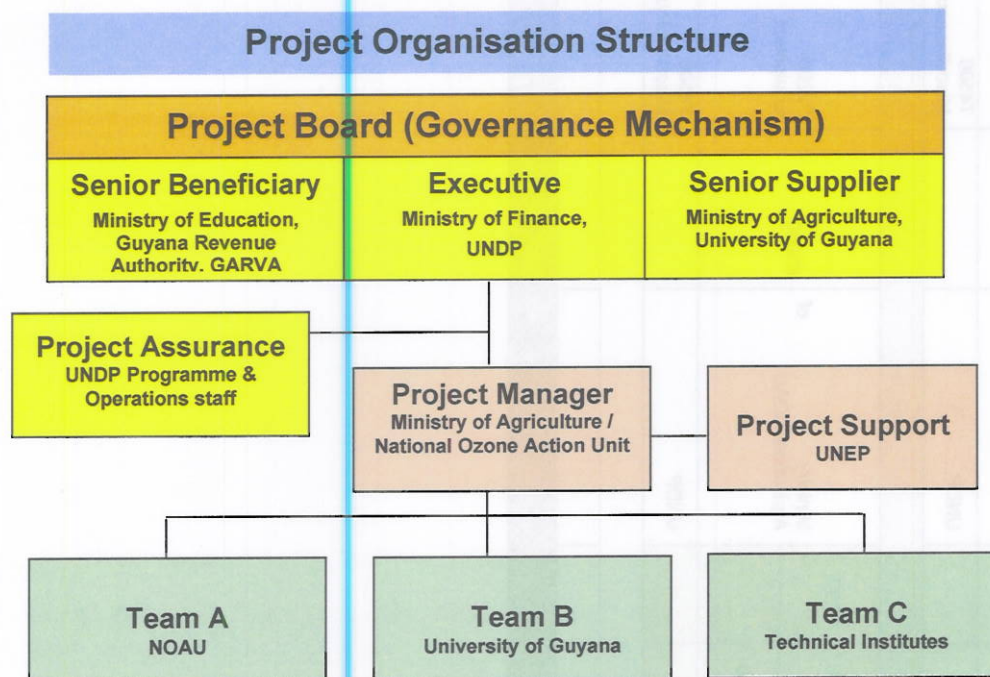 Project Organisation Structure
Project Board (Governance Mechanism)
Senior Beneficiary
Ministry of Education,
Guyana Revenue
Authority. GARVA
Executive
Ministry of Finance,
UNDP
Senior Supplier
Ministry of Agriculture,
University of Guyana
Project Assurance
UNDP Programme &
Operations staff
Project Manager
Ministry of Agriculture /
National Ozone Action Unit
Project Support
UNEP
Team A
NOAU
Team B
University of Guyana
Team C
Technical Institutes